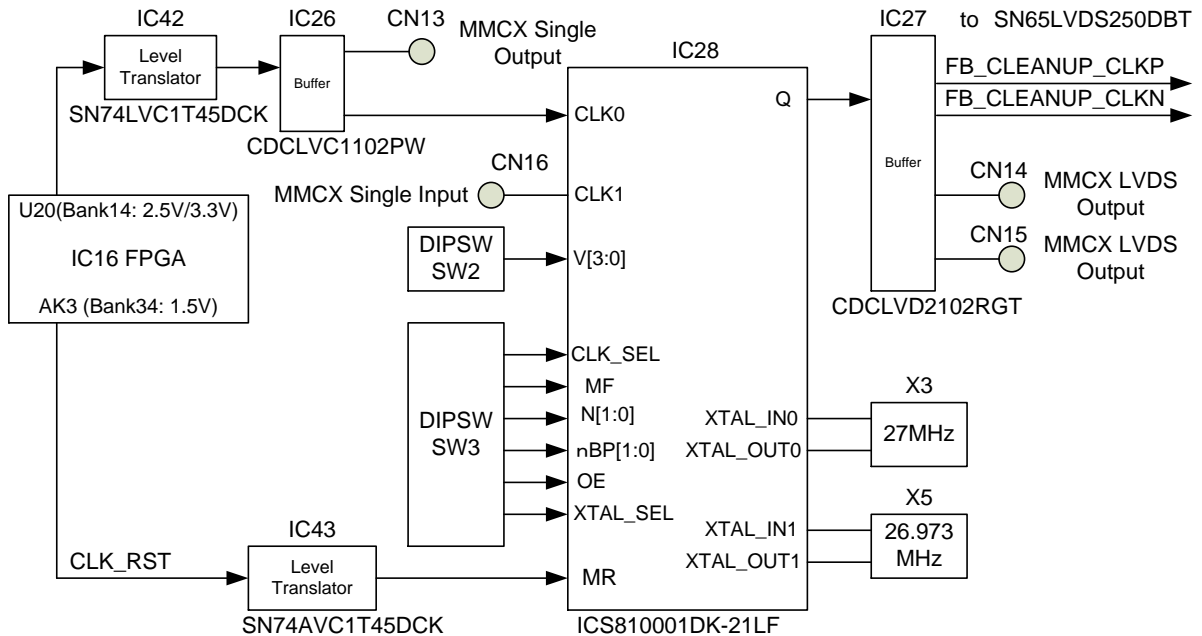 IC42
Level
Translator
SN74LVC1T45DCK
IC26
Buffer
CDCLVC1102PW
CN13
MMCX Single
Output
IC28
IC27
to SN65LVDS250DBT
FB_CLEANUP_CLKP
FB_CLEANUP_CLKN
Buffer
CN14
MMCX LVDS
Output
CN15
MMCX LVDS
Output
CDCLVD2102RGT
CLK0
Q
CN16
MMCX Single Input
CLK1
U20(Bank14: 2.5V/3.3V)
IC16 FPGA
AK3 (Bank34: 1.5V)
DIPSW
SW2
V[3:0]
DIPSW
SW3
CLK_SEL
MF
N[1:0]
nBP[1:0]
OE
XTAL_SEL
XTAL_IN0
XTAL_OUT0
X3
27MHz
XTAL_IN1
XTAL_OUT1
X5
26.973
MHz
CLK_RST
IC43
Level
Translator
SN74AVC1T45DCK
MR
ICS810001DK-21LF